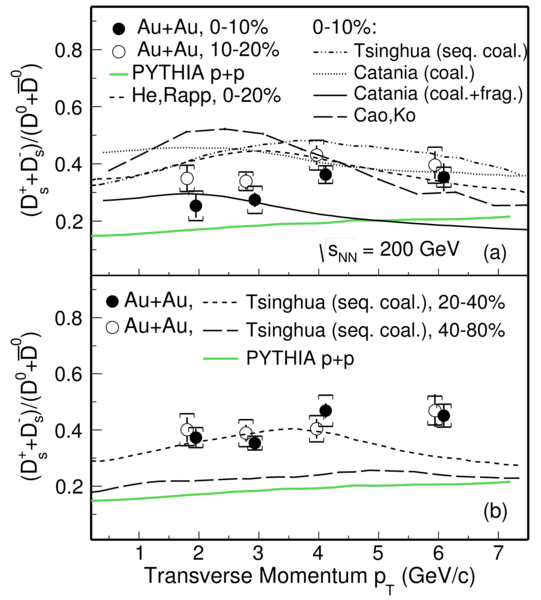 0.8
0.6
0.4
0.2
(D_s^+ + D_s^-)/(D^0 + D̅^0)
Au+Au, 0-10%
Au+Au, 10-20%
PYTHIA p+p
He,Rapp, 0-20%
0-10%:
Tsinghua (seq. coal.)
Catania (coal.)
Catania (coal.+frag.)
Cao,Ko
√s_NN = 200 GeV
(a)
0.8
0.6
0.4
0.2
(D_s^+ + D_s^-)/(D^0 + D̅^0)
Au+Au, Tsinghua (seq. coal.), 20-40%
Au+Au, Tsinghua (seq. coal.), 40-80%
PYTHIA p+p
(b)
1 2 3 4 5 6 7
Transverse Momentum p_T (GeV/c)